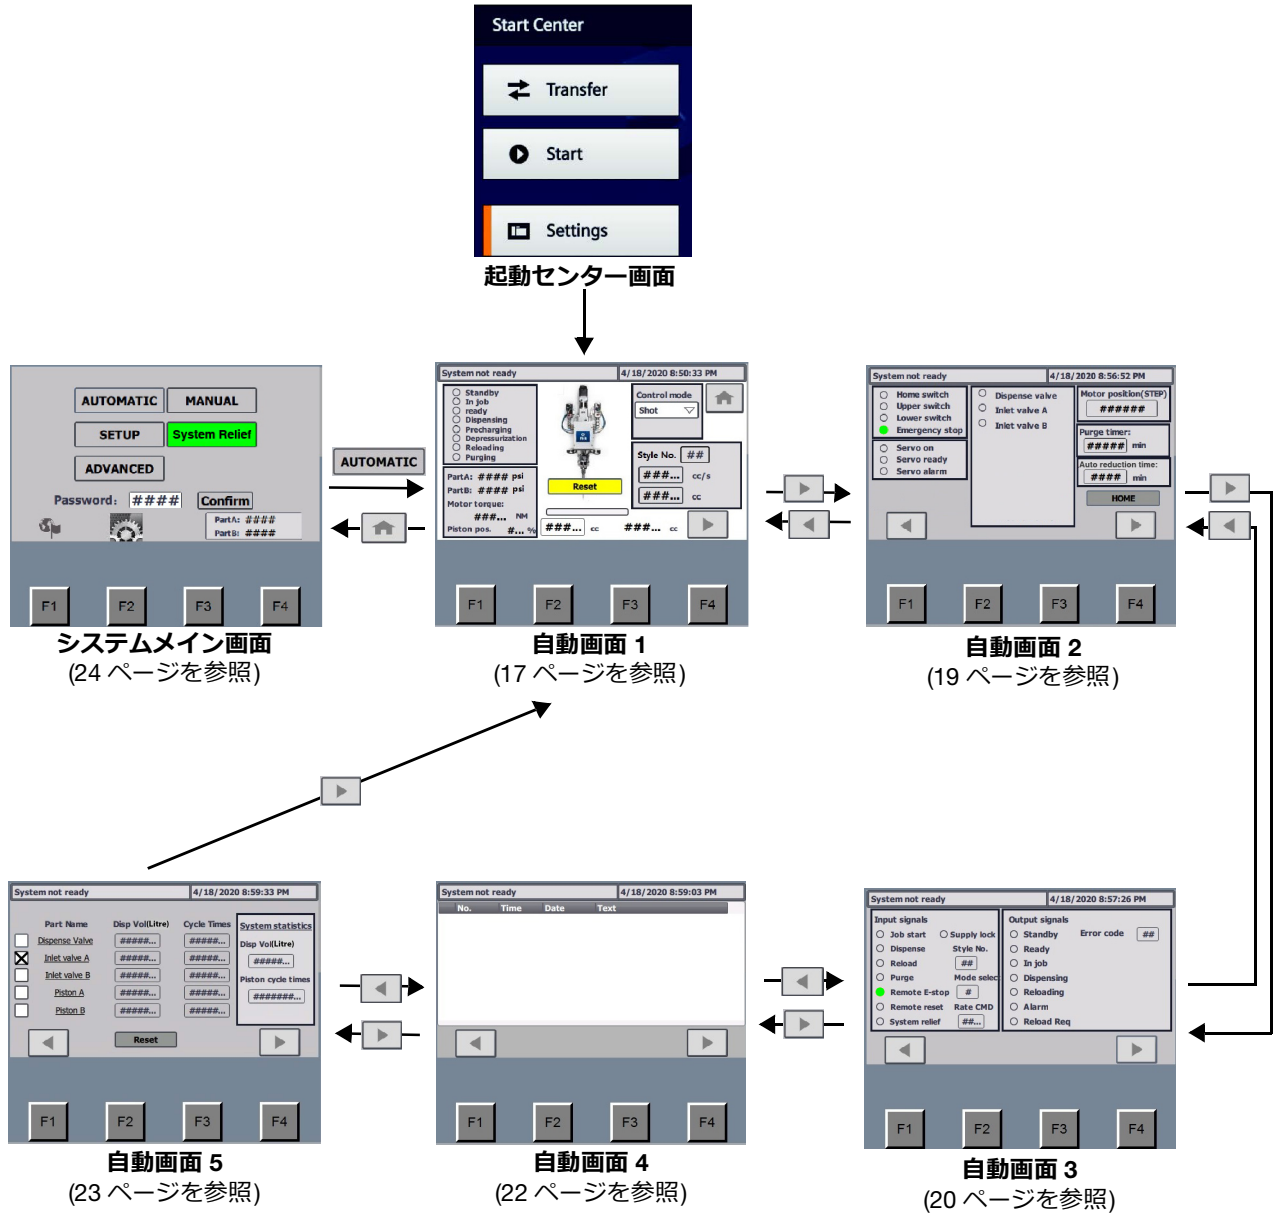 Start Center
Transfer
Start
Settings
起動センター画面
AUTOMATIC MANUAL
SETUP System Relief
ADVANCED
Password: #### Confirm
PartA: ####
PartB: ####
F1 F2 F3 F4
システムメイン画面
(24 ページを参照)
AUTOMATIC
System not ready 4/18/2020 8:50:33 PM
Standby
In job
ready
Dispensing
Precharging
Depressurization
Reloading
Purging
PartA: #### psi
PartB: #### psi
Motor torque:
###... NM
Piston pos. #... %
Reset
###... cc ###... cc
Control mode
Shot
Style No. ##
###... cc/s
###... cc
F1 F2 F3 F4
自動画面 1
(17 ページを参照)
System not ready 4/18/2020 8:56:52 PM
Home switch
Upper switch
Lower switch
Emergency stop
Servo on
Servo ready
Servo alarm
Dispense valve
Inlet valve A
Inlet valve B
Motor position(STEP)
######
Purge timer:
##### min
Auto reduction time:
#### min
HOME
F1 F2 F3 F4
自動画面 2
(19 ページを参照)
System not ready 4/18/2020 8:59:33 PM
Part Name Disp Vol(Litre) Cycle Times
Dispense Valve #####... #####...
Inlet valve A #####... #####...
Inlet valve B #####... #####...
Piston A #####... #####...
Piston B #####... #####...
System statistics
Disp Vol(Litre)
#####...
Piston cycle times
#######...
Reset
F1 F2 F3 F4
自動画面 5
(23 ページを参照)
System not ready 4/18/2020 8:59:03 PM
No. Time Date Text
F1 F2 F3 F4
自動画面 4
(22 ページを参照)
System not ready 4/18/2020 8:57:26 PM
Input signals
Job start Supply lock
Dispense Style No.
Reload ##
Purge Mode selec
Remote E-stop #
Remote reset Rate CMD
System relief ##...
Output signals
Standby Error code ##
Ready
In job
Dispensing
Reloading
Alarm
Reload Req
F1 F2 F3 F4
自動画面 3
(20 ページを参照)